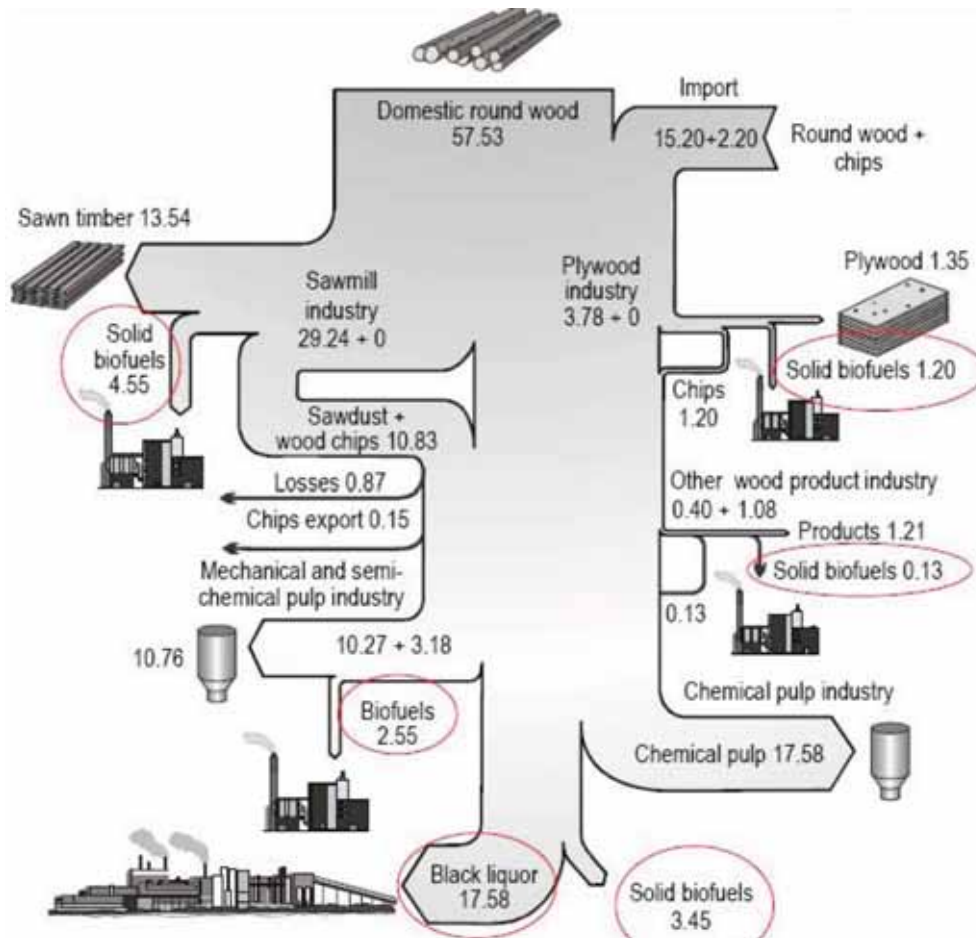 Domestic round wood
57.53
Import
15.20+2.20
Round wood +
chips
Sawn timber 13.54
Sawmill
industry
29.24 + 0
Plywood
industry
3.78 + 0
Plywood 1.35
Solid
biofuels
4.55
Solid biofuels 1.20
Chips
1.20
Sawdust +
wood chips 10.83
Losses 0.87
Chips export 0.15
Other wood product industry
0.40 + 1.08
Products 1.21
Solid biofuels 0.13
0.13
Mechanical and semi-
chemical pulp industry
10.76
10.27 + 3.18
Biofuels
2.55
Chemical pulp industry
Chemical pulp 17.58
Black liquor
17.58
Solid biofuels
3.45